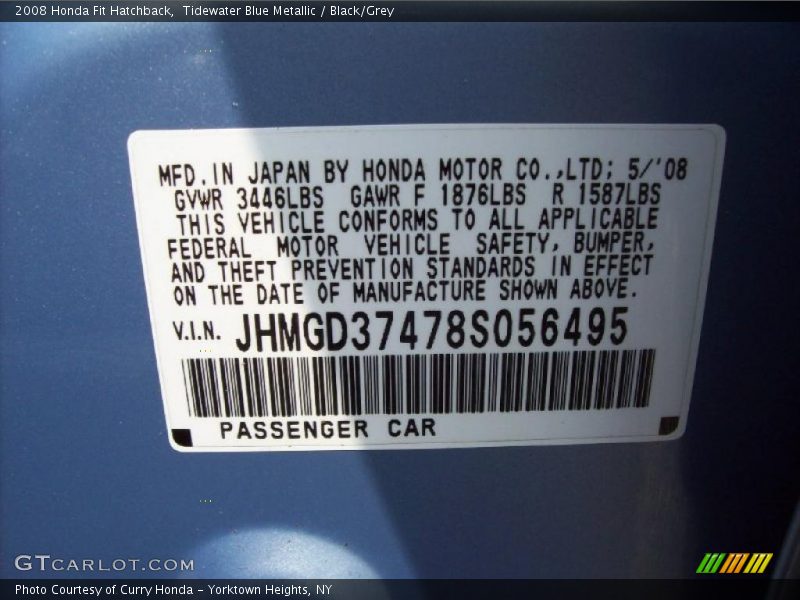 2008 Honda Fit Hatchback,  Tidewater Blue Metallic / Black/Grey
MFD. IN JAPAN BY HONDA MOTOR CO.,LTD; 5/'08
GVWR 3446LBS GAWR F 1876LBS R 1587LBS
THIS VEHICLE CONFORMS TO ALL APPLICABLE
FEDERAL MOTOR VEHICLE SAFETY, BUMPER,
AND THEFT PREVENTION STANDARDS IN EFFECT
ON THE DATE OF MANUFACTURE SHOWN ABOVE.
V.I.N. JHMGD37478S056495
PASSENGER CAR
GTCARLOT.COM
Photo Courtesy of Curry Honda - Yorktown Heights, NY